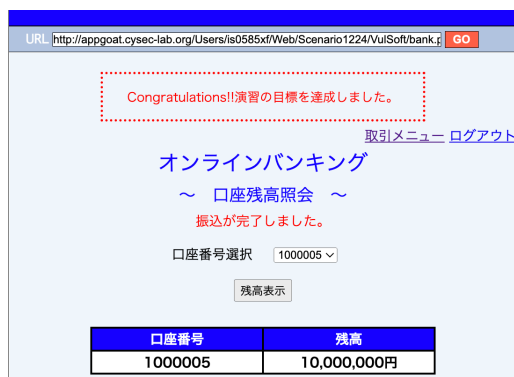 URL http://appgoat.cysec-lab.org/Users/is0585xf/Web/Scenario1224/VulSoft/bank.p GO
Congratulations!!演習の目標を達成しました。
取引メニュー ログアウト
オンラインバンキング
～　口座残高照会　～
振込が完了しました。
口座番号選択 1000005
残高表示
口座番号 残高
1000005 10,000,000円